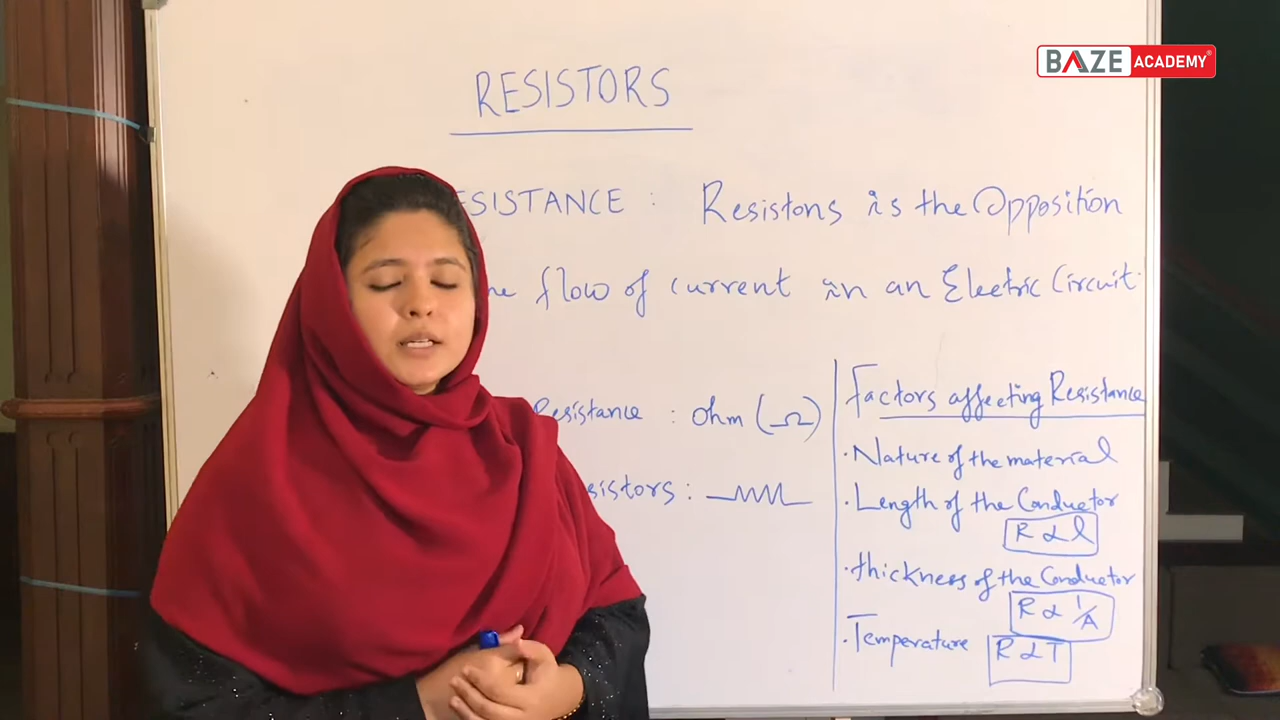 BAZE ACADEMY®
RESISTORS
ESISTANCE : Resistons is the Opposition
he flow of current in an Electric Circuit.
Resistance : Ohm (Ω)
sistors :
Factors affecting Resistance
· Nature of the material
· Length of the Conductor
R α l
· thickness of the Conductor
R α 1/A
· Temperature R α T